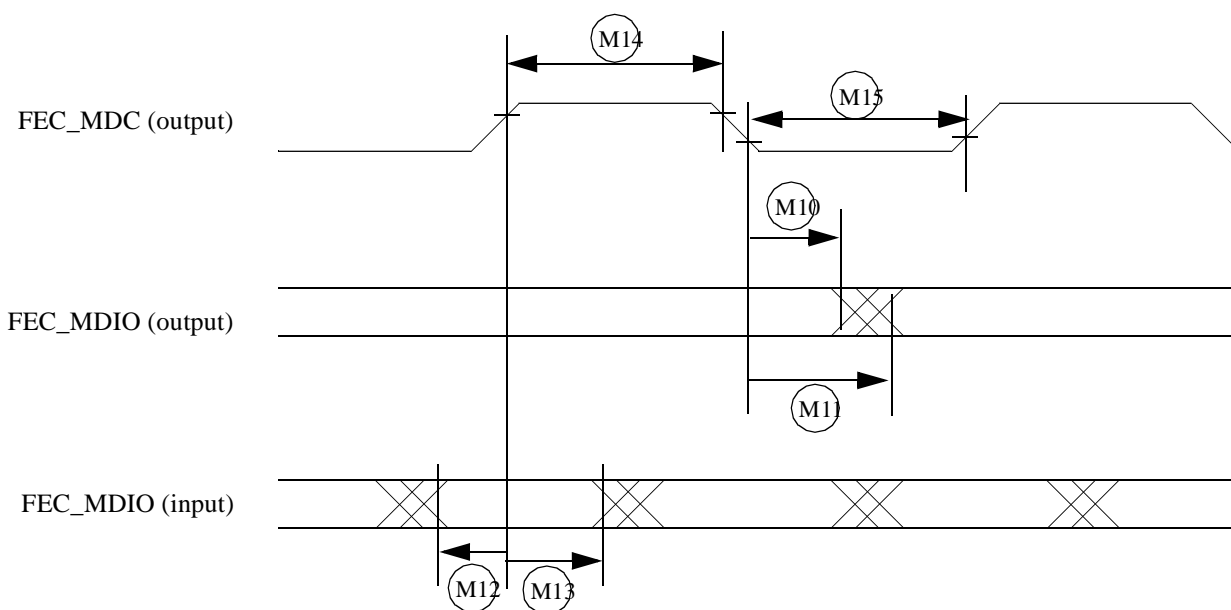 M14
FEC_MDC (output)
M15
M10
FEC_MDIO (output)
M11
FEC_MDIO (input)
M12
M13